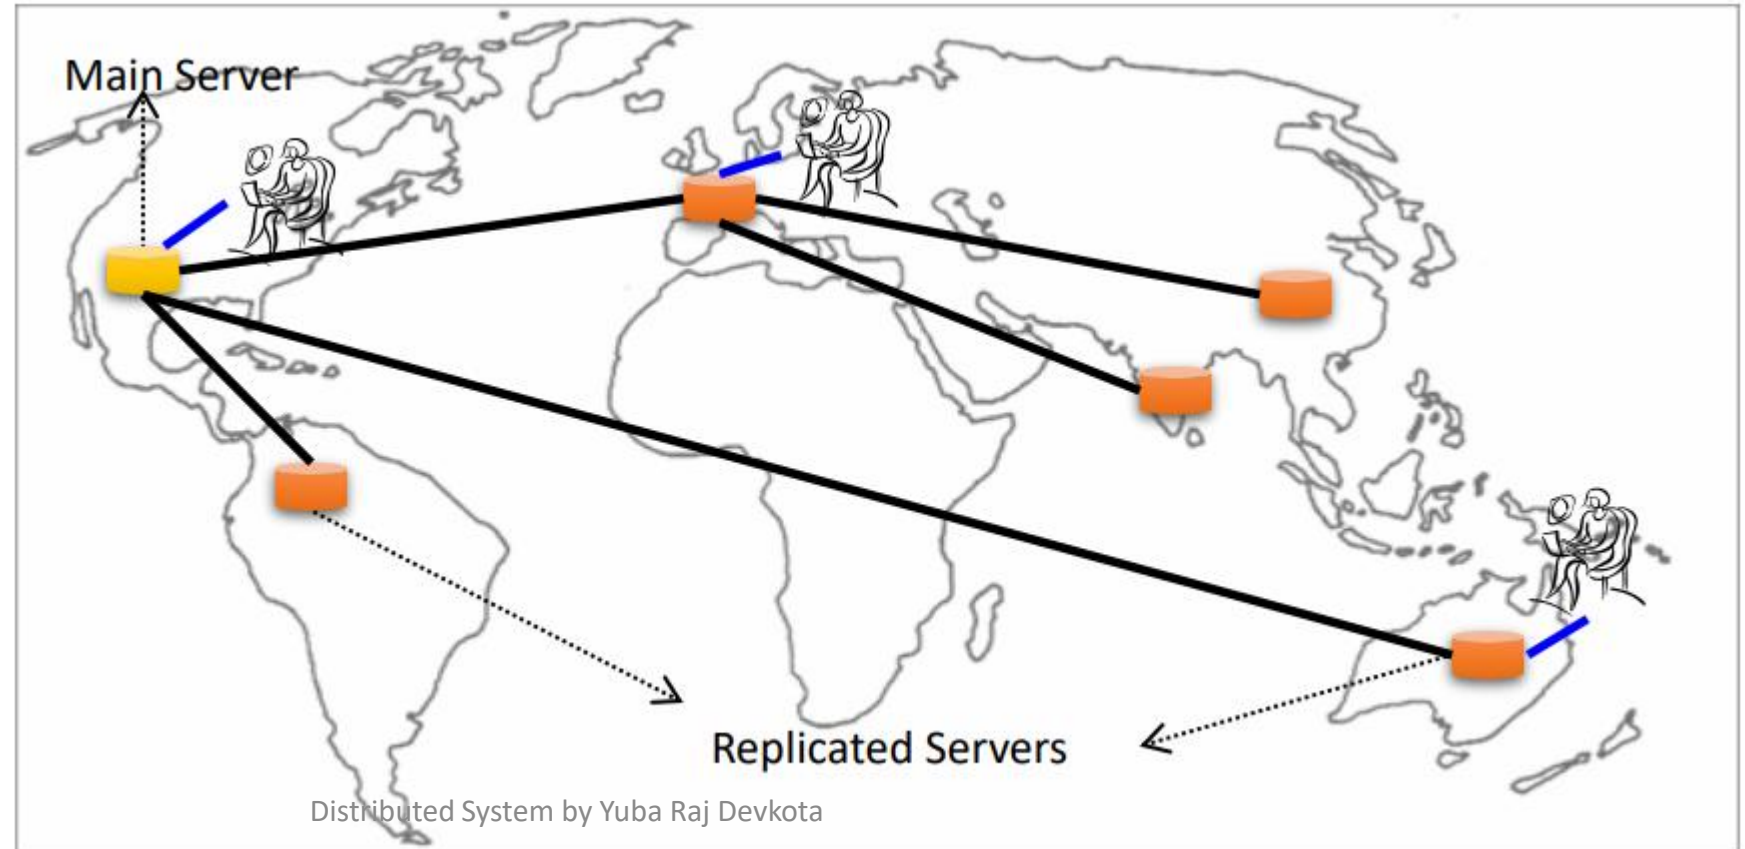 Main Server
Replicated Servers
Distributed System by Yuba Raj Devkota